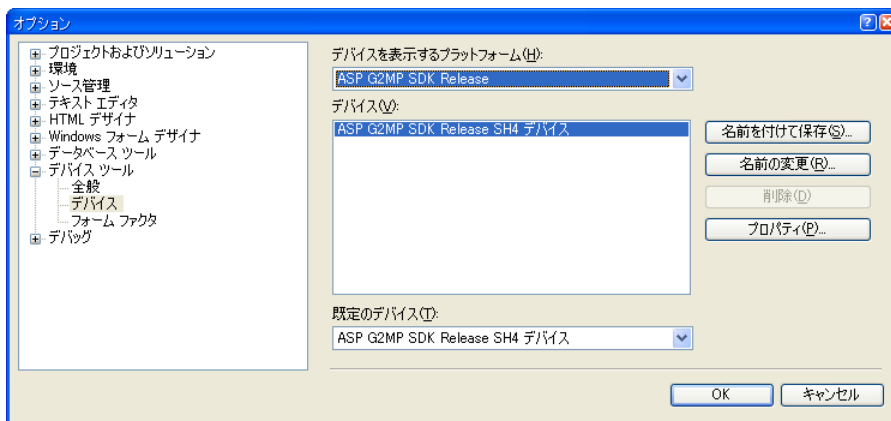 オプション
プロジェクトおよびソリューション
環境
ソース管理
テキスト エディタ
HTML デザイナ
Windows フォーム デザイナ
データベース ツール
デバイス ツール
全般
デバイス
フォーム ファクタ
デバッグ
デバイスを表示するプラットフォーム(H):
ASP G2MP SDK Release
デバイス(V):
ASP G2MP SDK Release SH4 デバイス
名前を付けて保存(S)...
名前の変更(R)...
削除(D)
プロパティ(P)...
既定のデバイス(T):
ASP G2MP SDK Release SH4 デバイス
OK
キャンセル